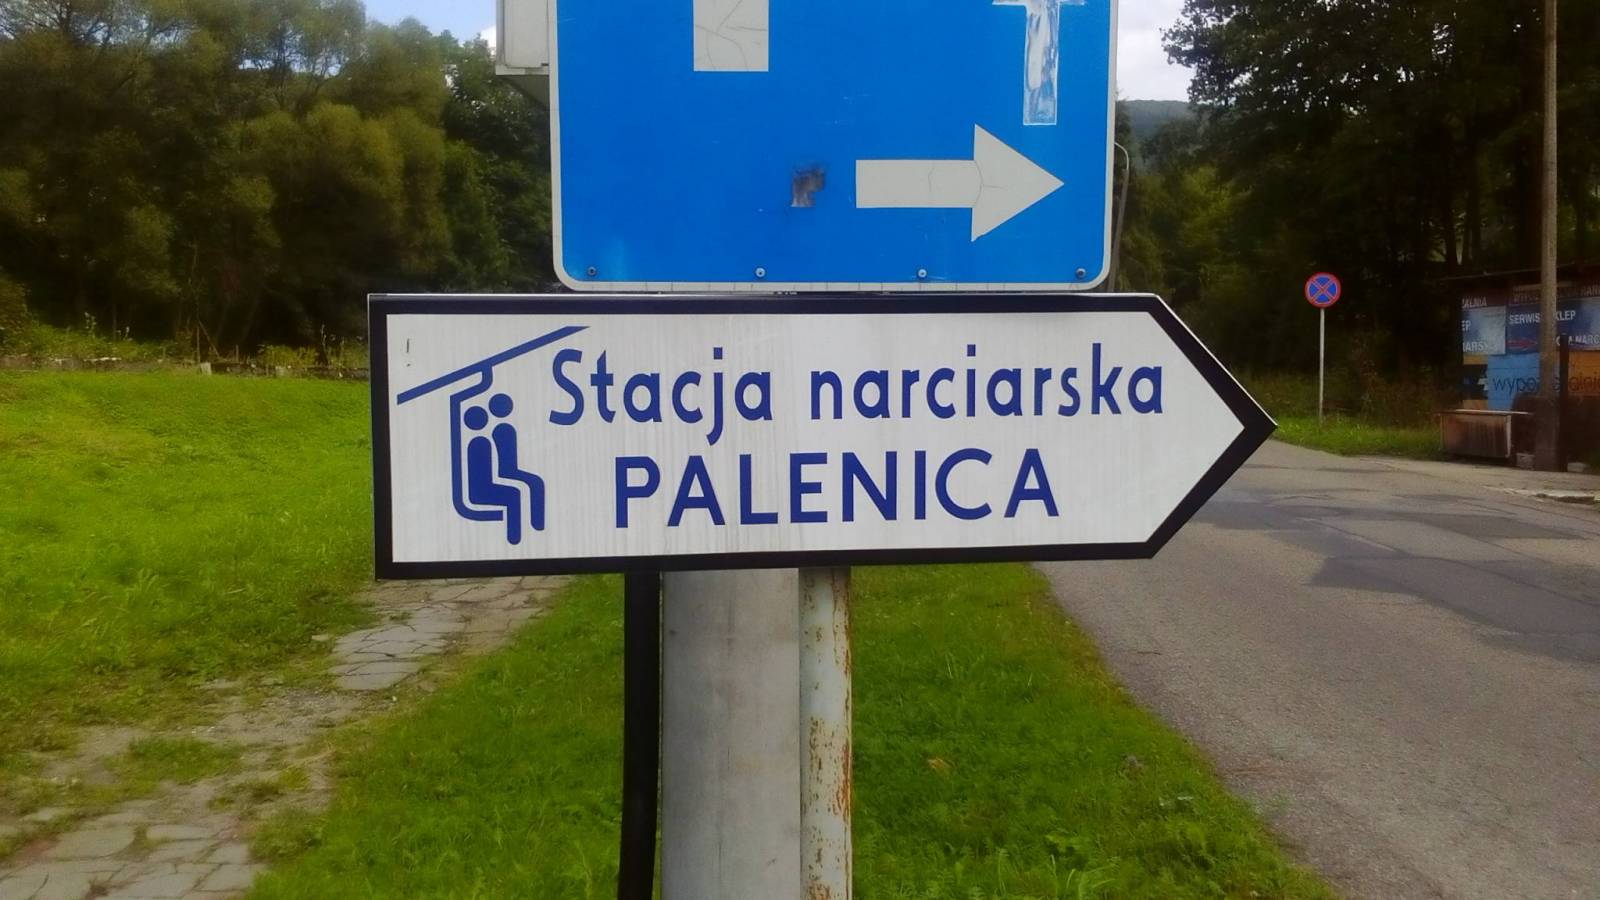 Stacja narciarska
PALENICA
SERWIS